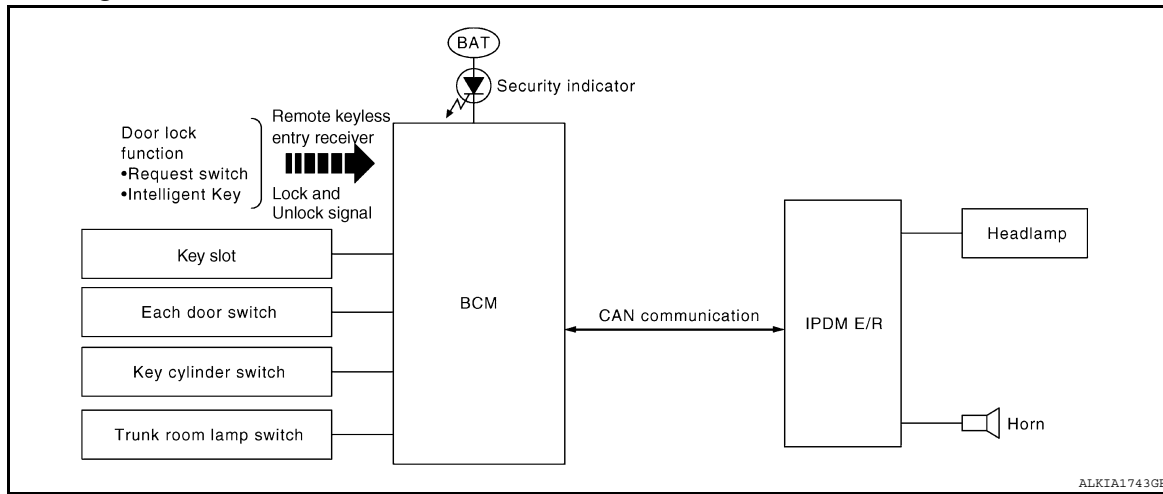 BAT
Security indicator
Remote keyless
entry receiver
Door lock
function
•Request switch
•Intelligent Key
Lock and
Unlock signal
Key slot
Each door switch
Key cylinder switch
Trunk room lamp switch
BCM
CAN communication
IPDM E/R
Headlamp
Horn